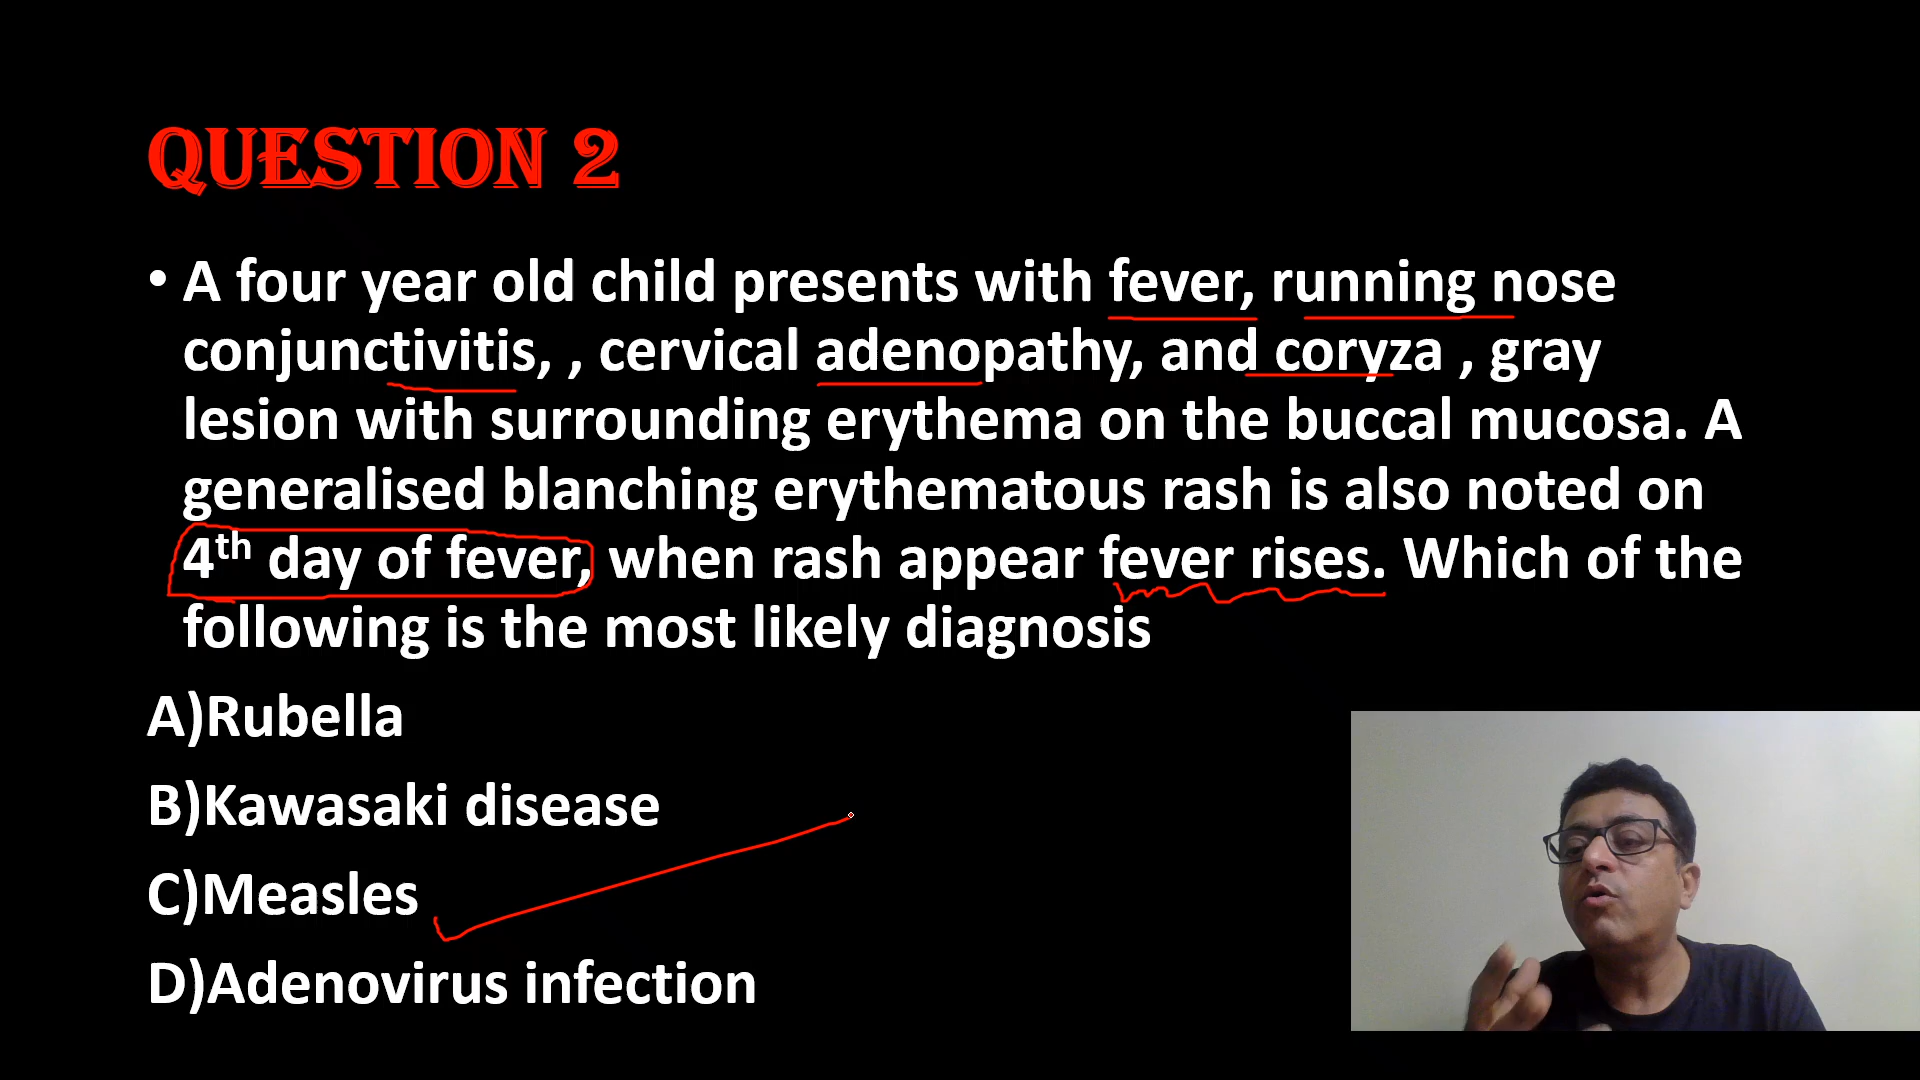 QUESTION 2
• A four year old child presents with fever, running nose
conjunctivitis, , cervical adenopathy, and coryza , gray
lesion with surrounding erythema on the buccal mucosa. A
generalised blanching erythematous rash is also noted on
4th day of fever, when rash appear fever rises. Which of the
following is the most likely diagnosis
A)Rubella
B)Kawasaki disease
C)Measles
D)Adenovirus infection